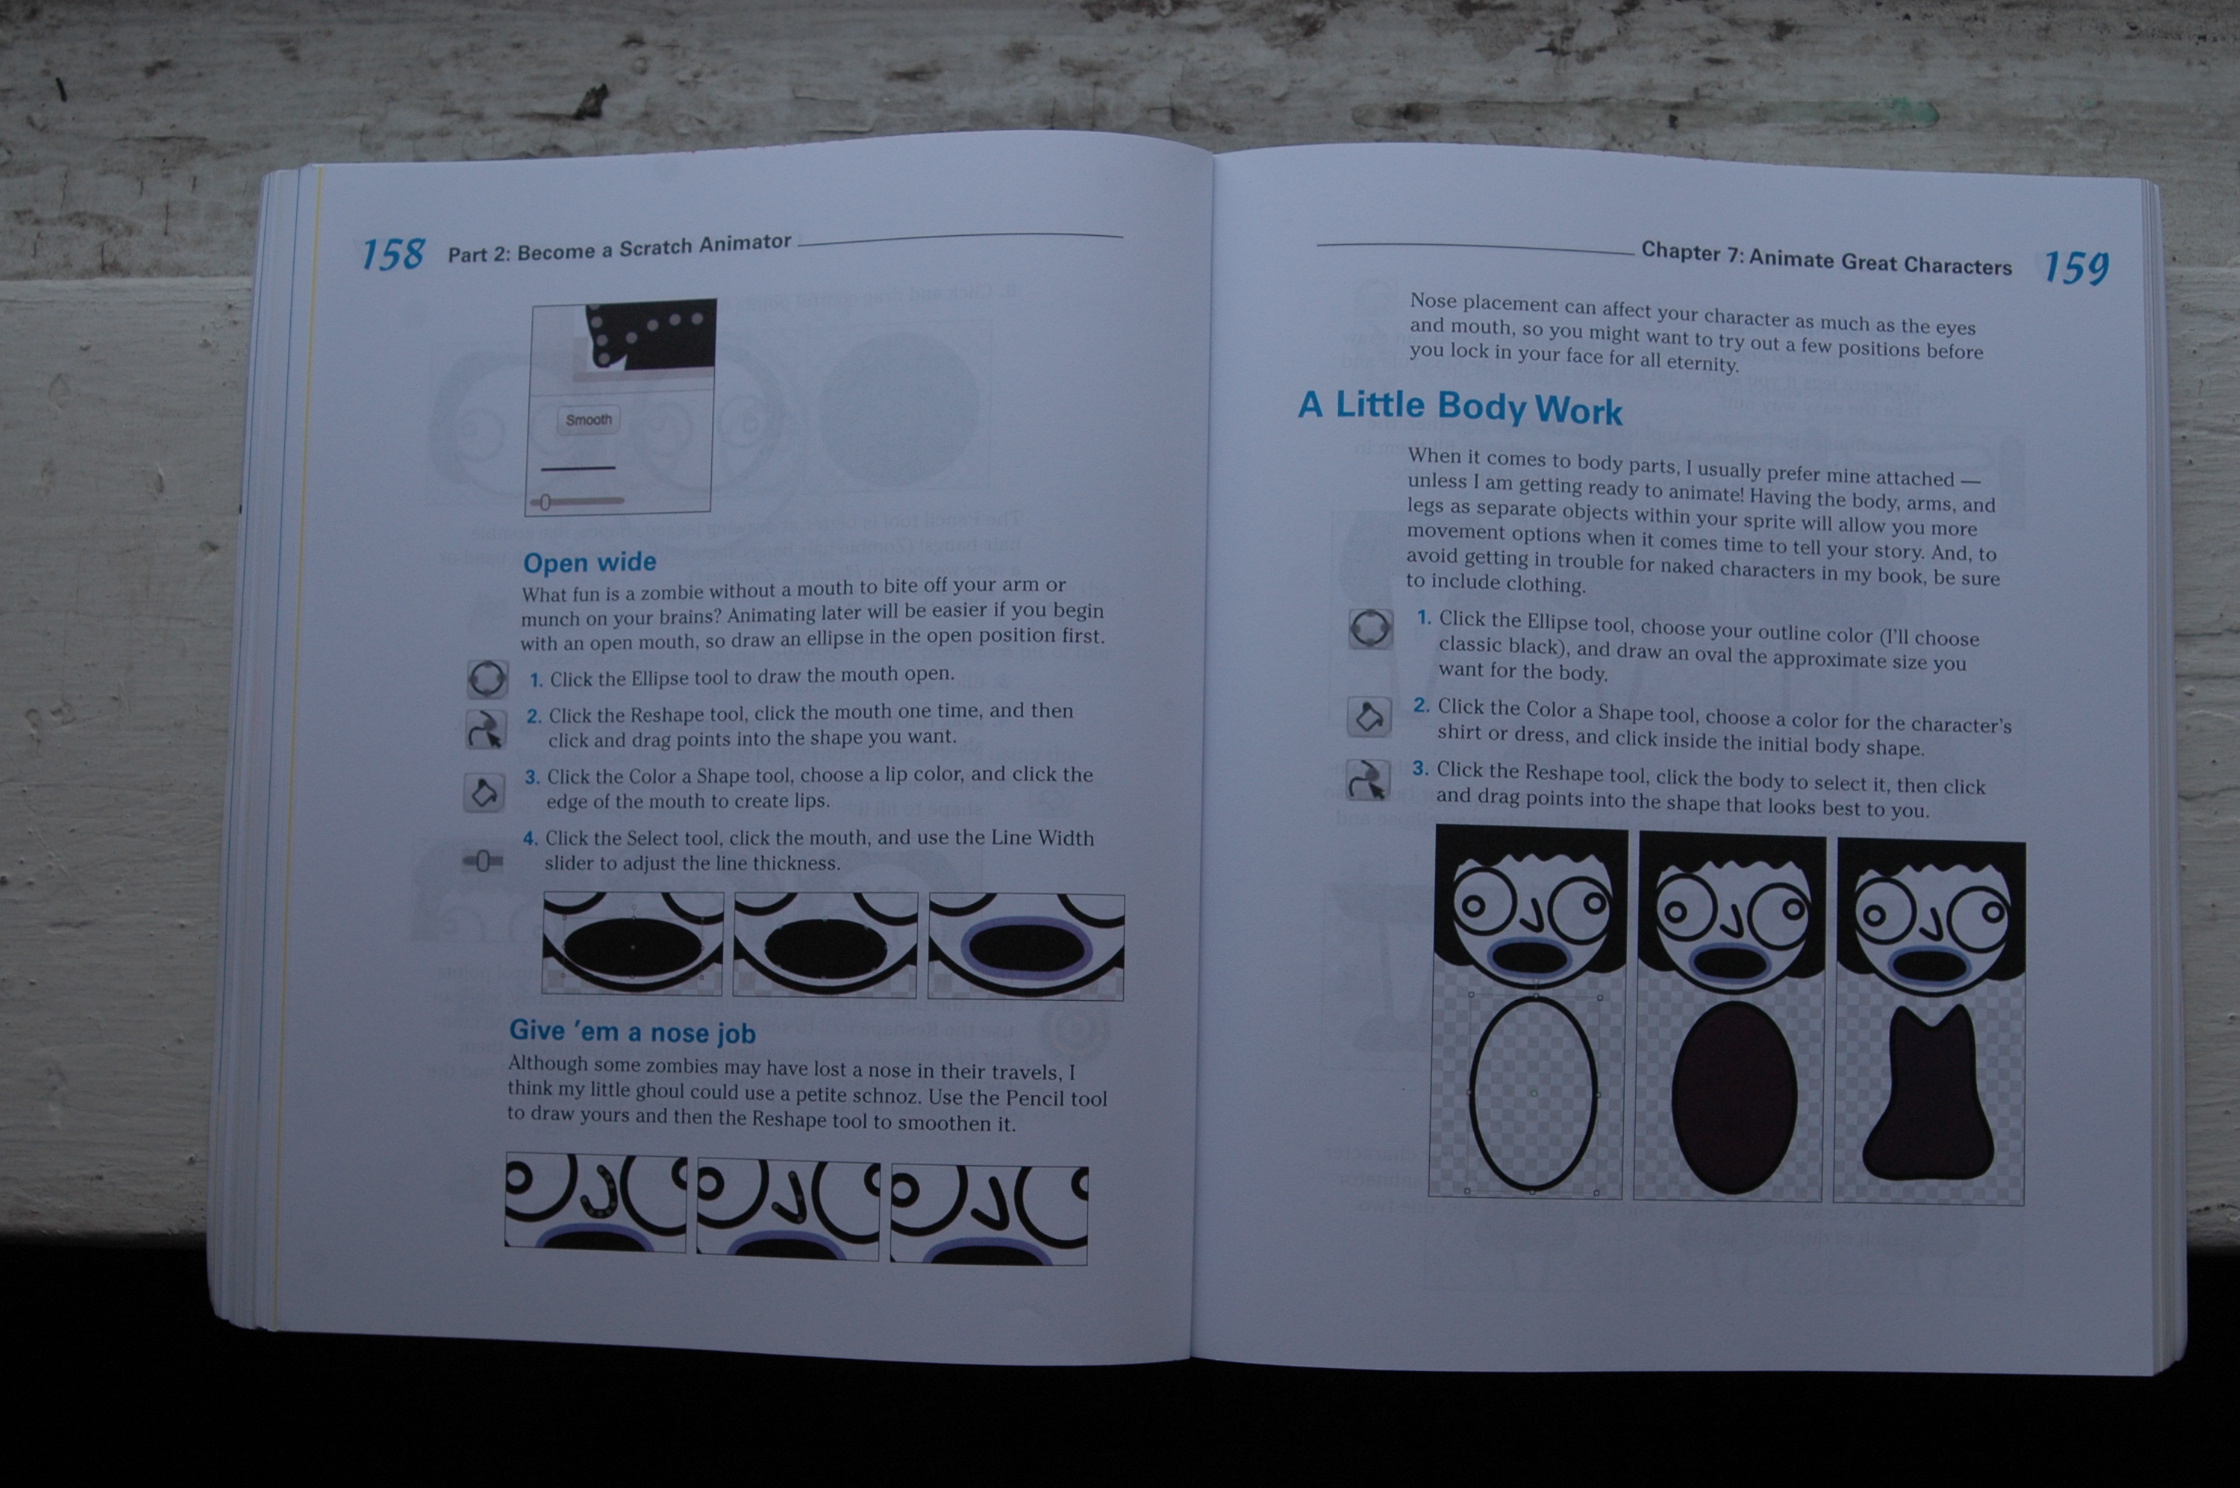 158 Part 2: Become a Scratch Animator
Smooth
Open wide
What fun is a zombie without a mouth to bite off your arm or
munch on your brains? Animating later will be easier if you begin
with an open mouth, so draw an ellipse in the open position first.
1. Click the Ellipse tool to draw the mouth open.
2. Click the Reshape tool, click the mouth one time, and then
click and drag points into the shape you want.
3. Click the Color a Shape tool, choose a lip color, and click the
edge of the mouth to create lips.
4. Click the Select tool, click the mouth, and use the Line Width
slider to adjust the line thickness.
Give 'em a nose job
Although some zombies may have lost a nose in their travels, I
think my little ghoul could use a petite schnoz. Use the Pencil tool
to draw yours and then the Reshape tool to smoothen it.
Chapter 7: Animate Great Characters 159
Nose placement can affect your character as much as the eyes
and mouth, so you might want to try out a few positions before
you lock in your face for all eternity.
A Little Body Work
When it comes to body parts, I usually prefer mine attached —
unless I am getting ready to animate! Having the body, arms, and
legs as separate objects within your sprite will allow you more
movement options when it comes time to tell your story. And, to
avoid getting in trouble for naked characters in my book, be sure
to include clothing.
1. Click the Ellipse tool, choose your outline color (I'll choose
classic black), and draw an oval the approximate size you
want for the body.
2. Click the Color a Shape tool, choose a color for the character's
shirt or dress, and click inside the initial body shape.
3. Click the Reshape tool, click the body to select it, then click
and drag points into the shape that looks best to you.